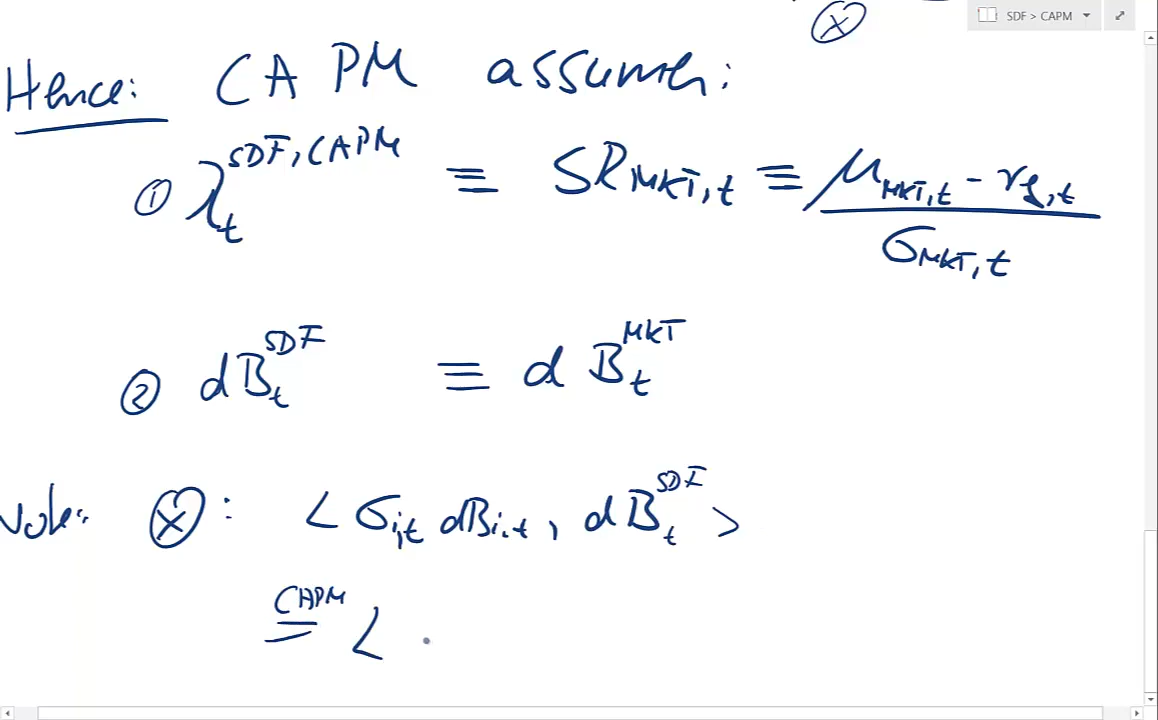 SDF > CAPM
ⓧ
Hence: CAPM assumes:
① λ_t^{SDF, CAPM} ≡ SR_{MKT,t} ≡ (μ_{MKT,t} - r_{f,t}) / σ_{MKT,t}
② dB_t^{SDF} ≡ dB_t^{MKT}
Note: ⓧ: < σ_{i,t} dB_{i,t}, dB_t^{SDF} >
CAPM
= <